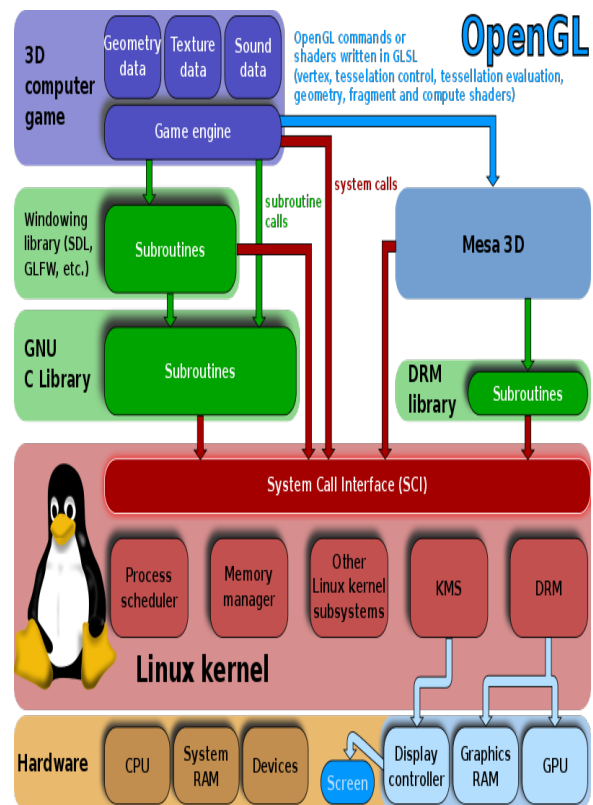 3D
computer
game
Geometry
data
Texture
data
Sound
data
Game engine
OpenGL commands or
shaders written in GLSL
(vertex, tesselation control, tessellation evaluation,
geometry, fragment and compute shaders)
OpenGL
subroutine
calls
system calls
Windowing
library (SDL,
GLFW, etc.)
Subroutines
Mesa 3D
GNU
C Library
Subroutines
DRM
library
Subroutines
System Call Interface (SCI)
Process
scheduler
Memory
manager
Other
Linux kernel
subsystems
KMS
DRM
Linux kernel
Hardware
CPU
System
RAM
Devices
Screen
Display
controller
Graphics
RAM
GPU